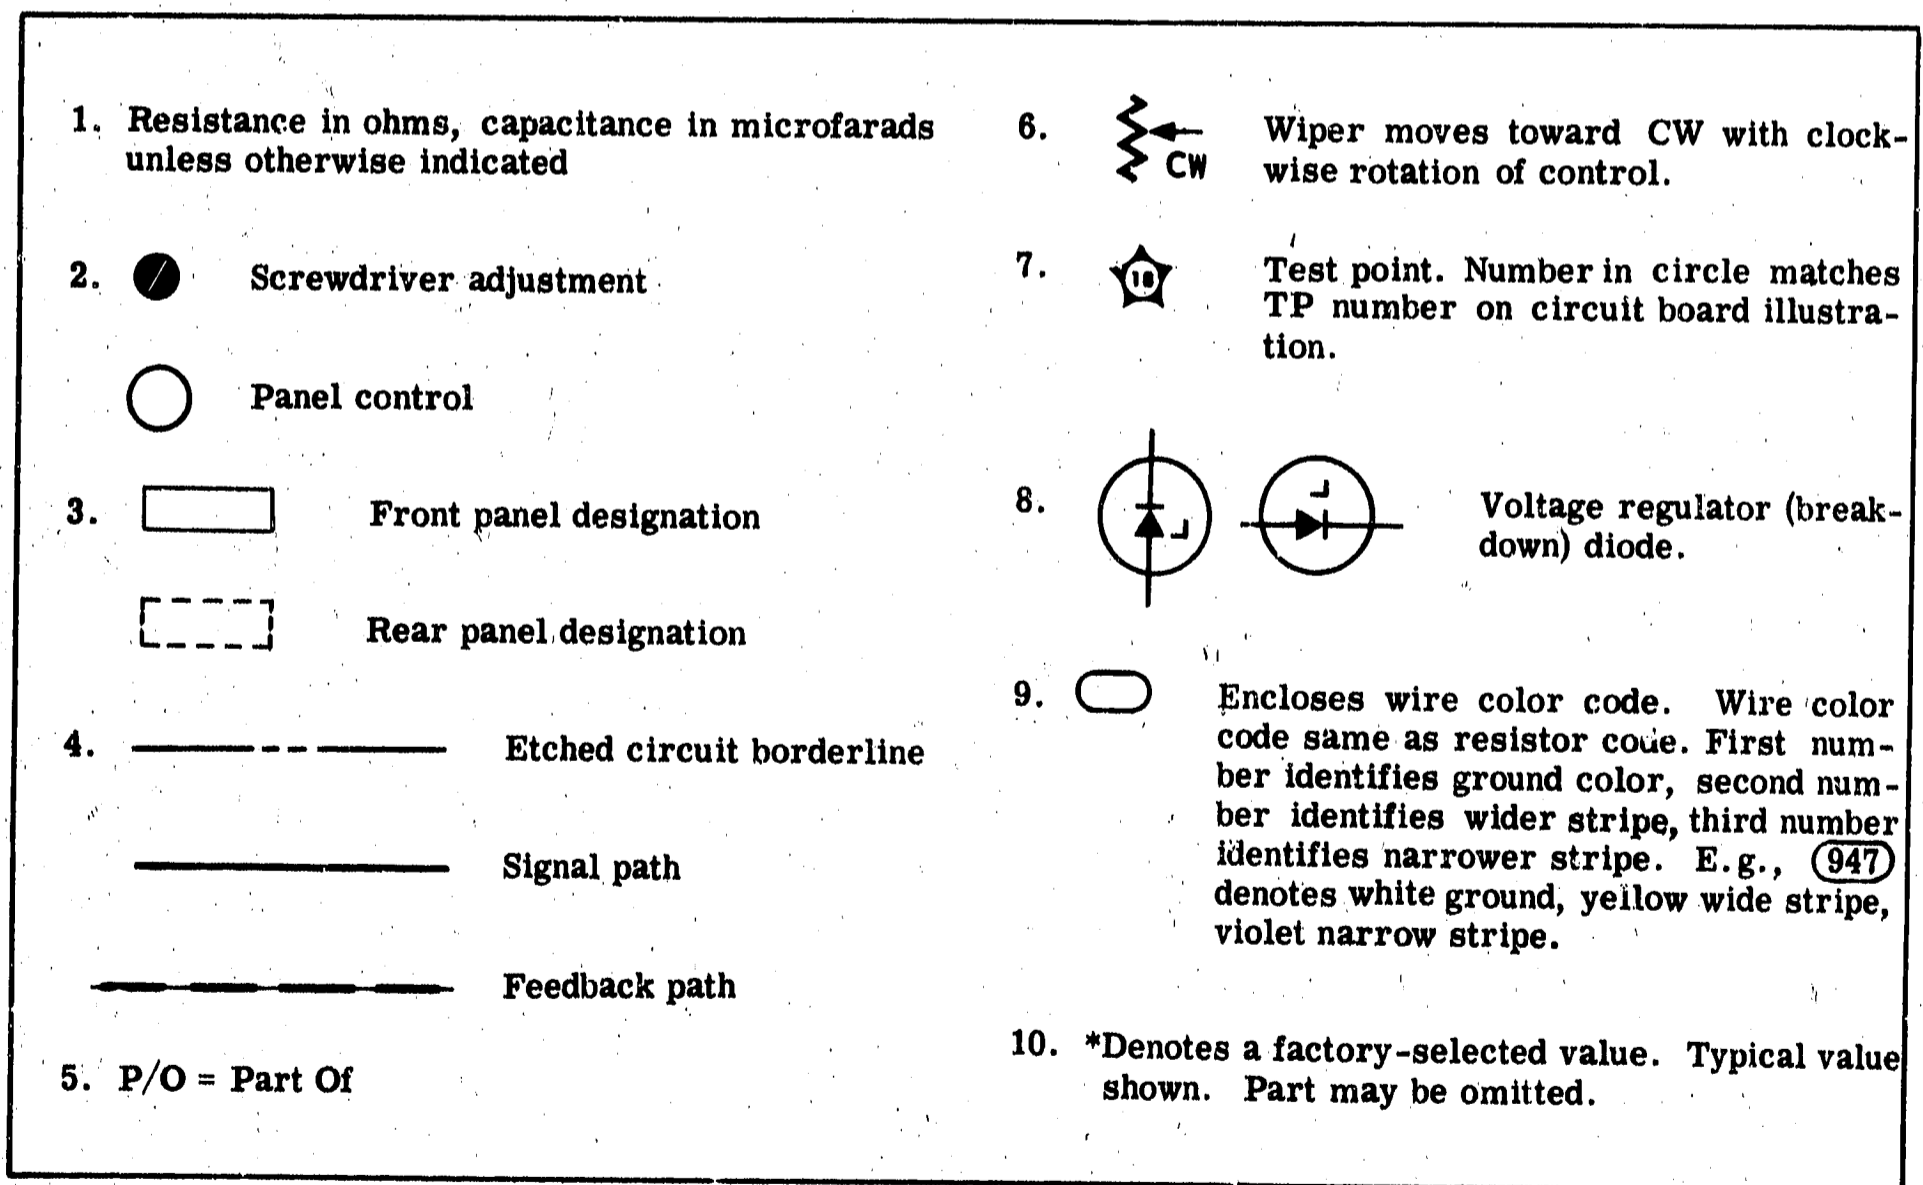 1. Resistance in ohms, capacitance in microfarads
unless otherwise indicated
2. Screwdriver adjustment
Panel control
3. Front panel designation
Rear panel designation
4. Etched circuit borderline
Signal path
Feedback path
5. P/O = Part Of
6. CW Wiper moves toward CW with clock-
wise rotation of control.
7. Test point. Number in circle matches
TP number on circuit board illustra-
tion.
8. Voltage regulator (break-
down) diode.
9. Encloses wire color code. Wire color
code same as resistor code. First num-
ber identifies ground color, second num-
ber identifies wider stripe, third number
identifies narrower stripe. E.g., 947
denotes white ground, yellow wide stripe,
violet narrow stripe.
10. *Denotes a factory-selected value. Typical value
shown. Part may be omitted.